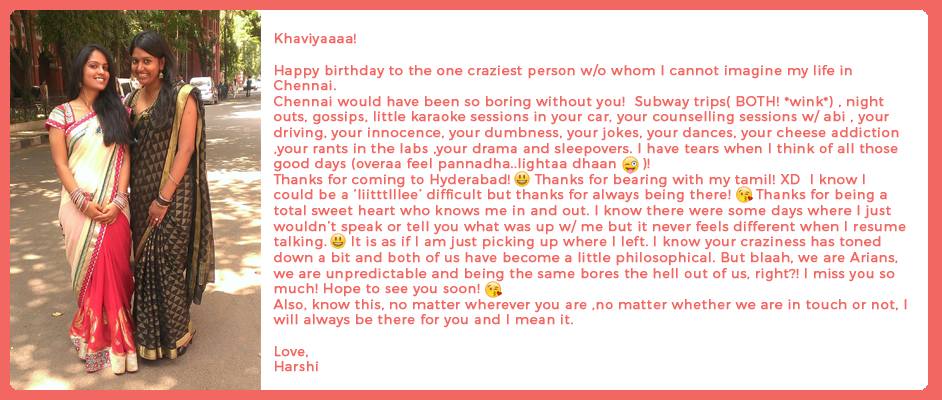 Khaviyaaaa!
Happy birthday to the one craziest person w/o whom I cannot imagine my life in
Chennai.
Chennai would have been so boring without you!  Subway trips( BOTH! *wink*) , night
outs, gossips, little karaoke sessions in your car, your counselling sessions w/ abi , your
driving, your innocence, your dumbness, your jokes, your dances, your cheese addiction
,your rants in the labs ,your drama and sleepovers. I have tears when I think of all those
good days (overaa feel pannadha..lightaa dhaan 😜 )!
Thanks for coming to Hyderabad! 😃 Thanks for bearing with my tamil! XD  I know I
could be a ‘liittttlllee’ difficult but thanks for always being there! 😘 Thanks for being a
total sweet heart who knows me in and out. I know there were some days where I just
wouldn’t speak or tell you what was up w/ me but it never feels different when I resume
talking. 😃 It is as if I am just picking up where I left. I know your craziness has toned
down a bit and both of us have become a little philosophical. But blaah, we are Arians,
we are unpredictable and being the same bores the hell out of us, right?! I miss you so
much! Hope to see you soon! 😘
Also, know this, no matter wherever you are ,no matter whether we are in touch or not, I
will always be there for you and I mean it.
Love,
Harshi